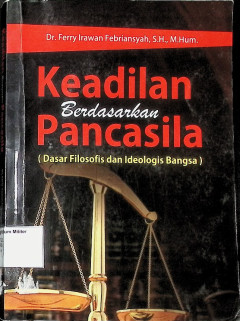 Dr. Ferry Irawan Febriansyah, S.H., M.Hum.
Keadilan
Berdasarkan
Pancasila
( Dasar Filosofis dan Ideologis Bangsa )